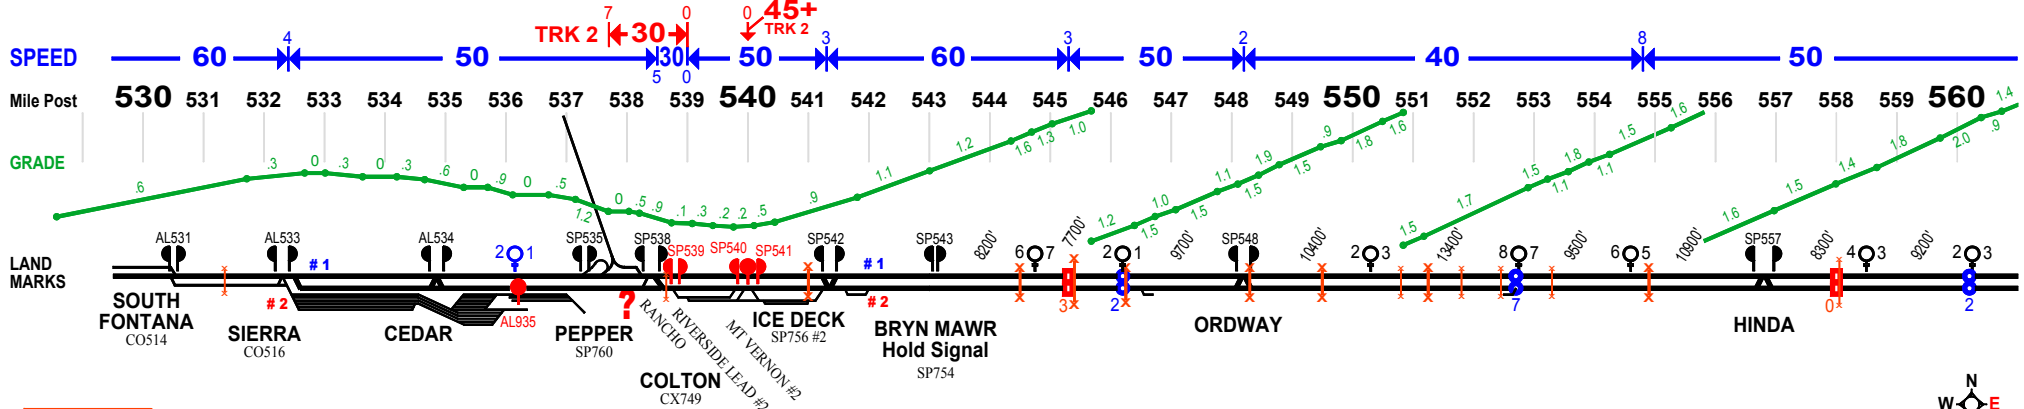 7 0 0 45+
TRK 2 30 TRK 2
4 3 3 2 8
SPEED 60 50 30 50 60 50 40 50
5 0
Mile Post 530 531 532 533 534 535 536 537 538 539 540 541 542 543 544 545 546 547 548 549 550 551 552 553 554 555 556 557 558 559 560
GRADE .6 .3 0 .3 0 .3 .6 0 .9 0 .5 1.2 0 .5 .9 .1 .3 .2 .2 .5 .9 1.1 1.2 1.6 1.3 1.0
1.2 1.5 1.0 1.5 1.1 1.5 1.9 1.5 .9 1.8 1.6
1.5 1.7 1.1 1.5 1.8 1.1 1.5 1.6
1.6 1.5 1.4 1.8 2.0 .9 1.4
AL531 AL533 AL534 2 1 SP535 SP538 SP539 SP540 SP541 SP542 SP543 8200' 6 7 7700' 2 1 9700' SP548 10400' 2 3 13400' 8 7 9500' 6 5 10900' SP557 8300' 4 3 9200' 2 3
LAND
MARKS
# 1 # 1
# 2 # 2
AL935 ? 3 2 7 0 2
SOUTH
FONTANA
CO514
SIERRA
CO516
CEDAR
PEPPER
SP760
RANCHO
COLTON
CX749
RIVERSIDE LEAD #2
MT VERNON #2
ICE DECK
SP756 #2
BRYN MAWR
Hold Signal
SP754
ORDWAY
HINDA
N
W E